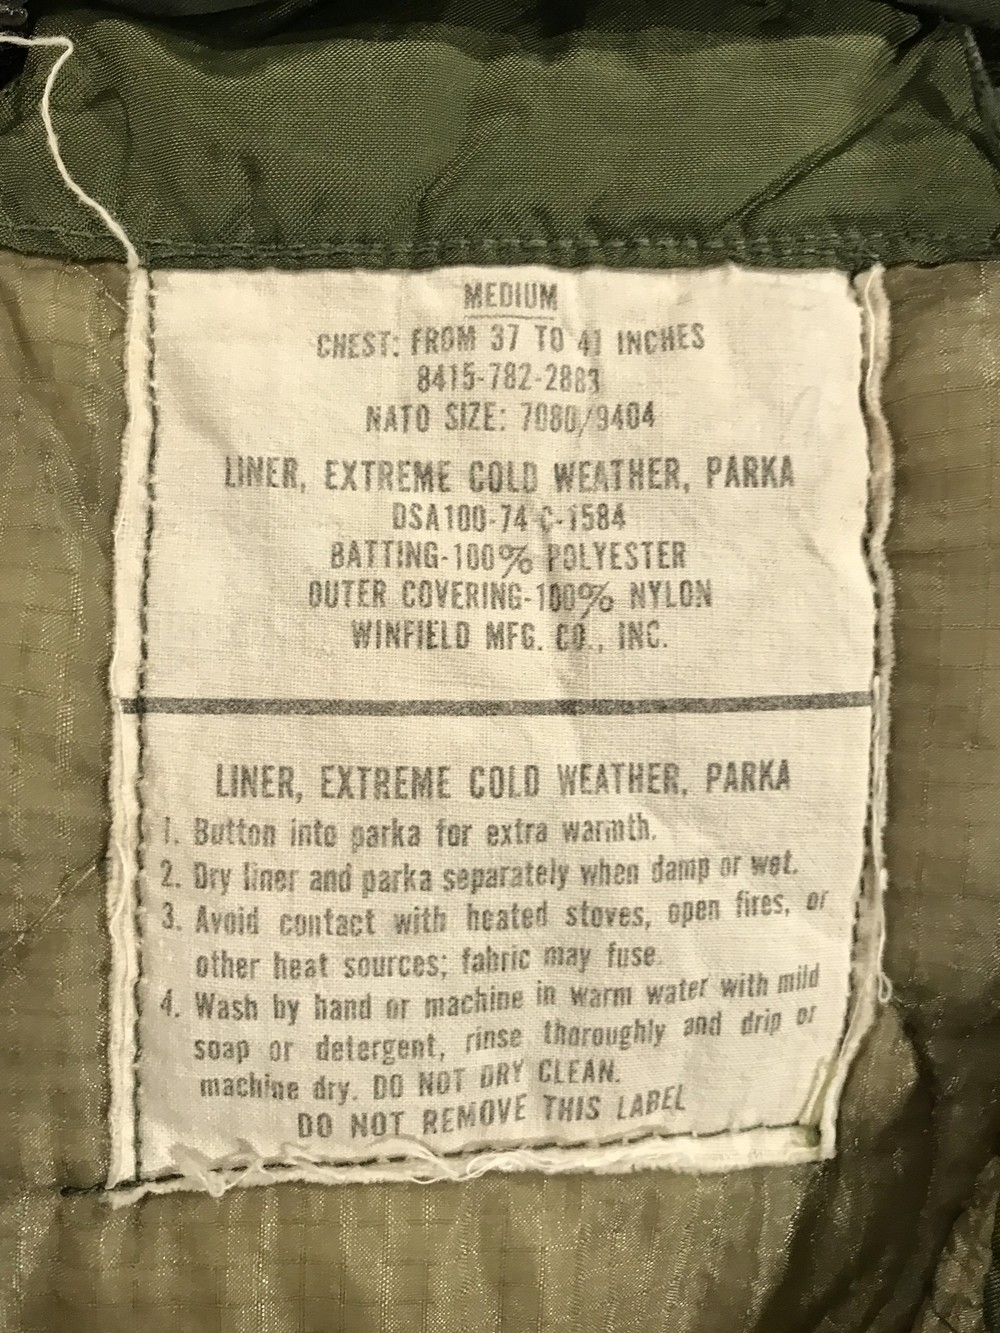 MEDIUM
CHEST: FROM 37 TO 41 INCHES
8415-782-2883
NATO SIZE: 7080/9404
LINER, EXTREME COLD WEATHER, PARKA
DSA100-74-C-1584
BATTING-100% POLYESTER
OUTER COVERING-100% NYLON
WINFIELD MFG. CO., INC.
LINER, EXTREME COLD WEATHER, PARKA
1. Button into parka for extra warmth.
2. Dry liner and parka separately when damp or wet.
3. Avoid contact with heated stoves, open fires, or
other heat sources; fabric may fuse.
4. Wash by hand or machine in warm water with mild
soap or detergent, rinse thoroughly and drip or
machine dry. DO NOT DRY CLEAN.
DO NOT REMOVE THIS LABEL